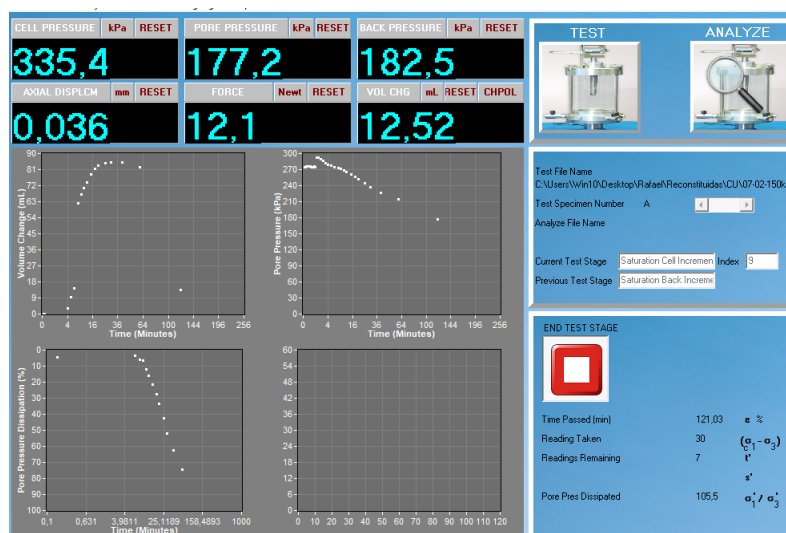 CELL PRESSURE kPa RESET PORE PRESSURE kPa RESET BACK PRESSURE kPa RESET
335,4 177,2 182,5
AXIAL DISPLCM mm RESET FORCE Newt RESET VOL CHG mL RESET CHPOL
0,036 12,1 12,52
TEST ANALYZE
Volume Change (mL)
90
81
72
63
54
45
36
27
18
9
0
0 4 16 36 64 100 144 196 256
Time (Minutes)
Pore Pressure (kPa)
300
270
240
210
180
150
120
90
60
30
0
0 4 16 36 64 100 144 196 256
Time (Minutes)
Pore Pressure Dissipation (%)
0
10
20
30
40
50
60
70
80
90
100
0,1 0,631 3,9811 25,1189 158,4893 1000
Time (Minutes)
60
54
48
42
36
30
24
18
12
6
0
0 10 20 30 40 50 60 70 80 90 100 110 120
Test File Name
C:\Users\Win10\Desktop\Rafael\Reconstituidas\CU\07-02-150k
Test Specimen Number A
Analyze File Name
Current Test Stage Saturation Cell Incremen Index 9
Previous Test Stage Saturation Back Increme
END TEST STAGE
Time Passed (min) 121,03 ε %
Reading Taken 30 (σ1-σ3)c
Readings Remaining 7 t'
s'
Pore Pres Dissipated 105,5 σ'1 / σ'3